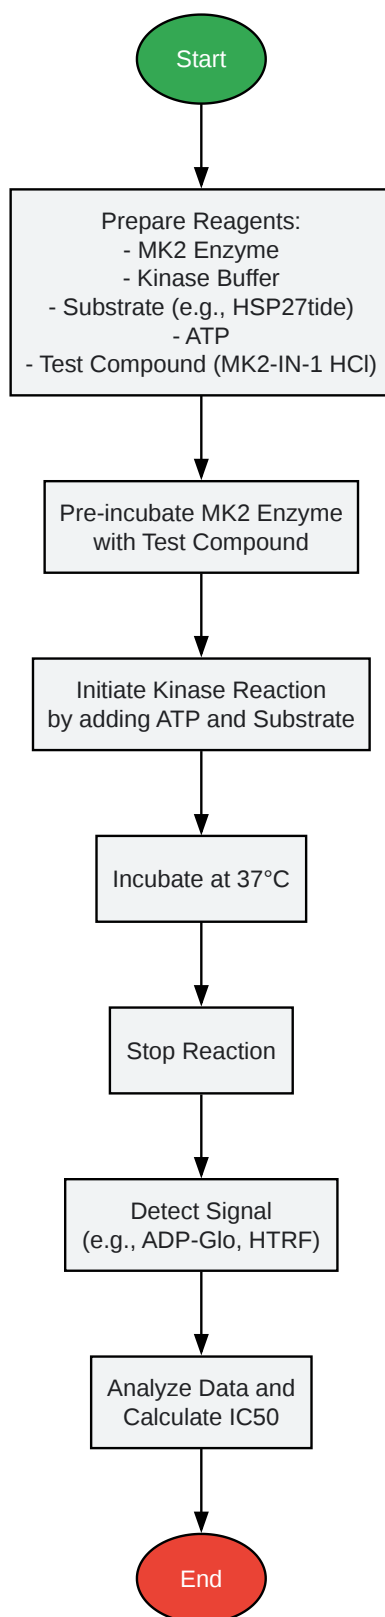 Start
Prepare Reagents:
- MK2 Enzyme
- Kinase Buffer
- Substrate (e.g., HSP27tide)
- ATP
- Test Compound (MK2-IN-1 HCl)
Pre-incubate MK2 Enzyme
with Test Compound
Initiate Kinase Reaction
by adding ATP and Substrate
Incubate at 37°C
Stop Reaction
Detect Signal
(e.g., ADP-Glo, HTRF)
Analyze Data and
Calculate IC50
End